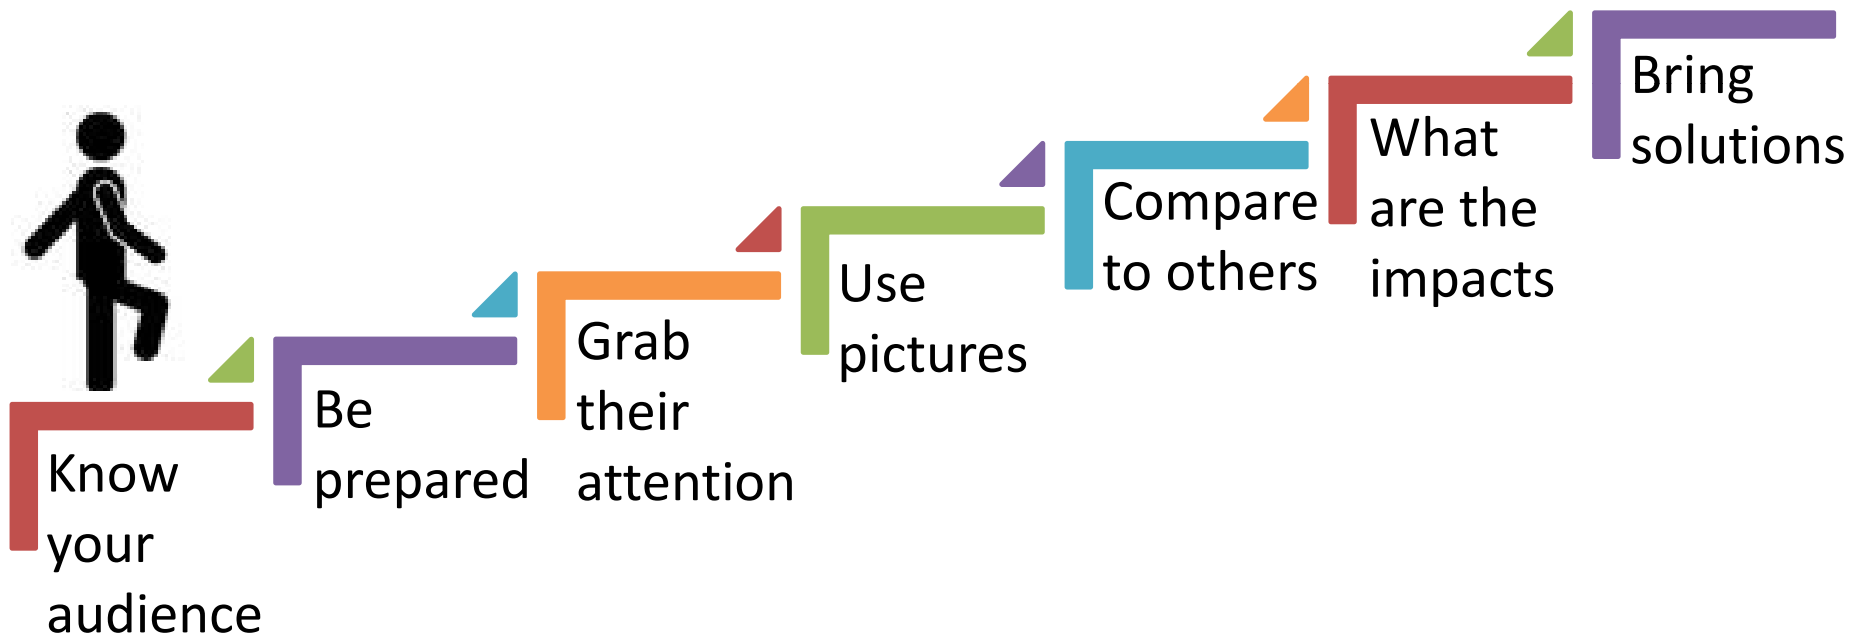 Know
your
audience
Be
prepared
Grab
their
attention
Use
pictures
Compare
to others
What
are the
impacts
Bring
solutions